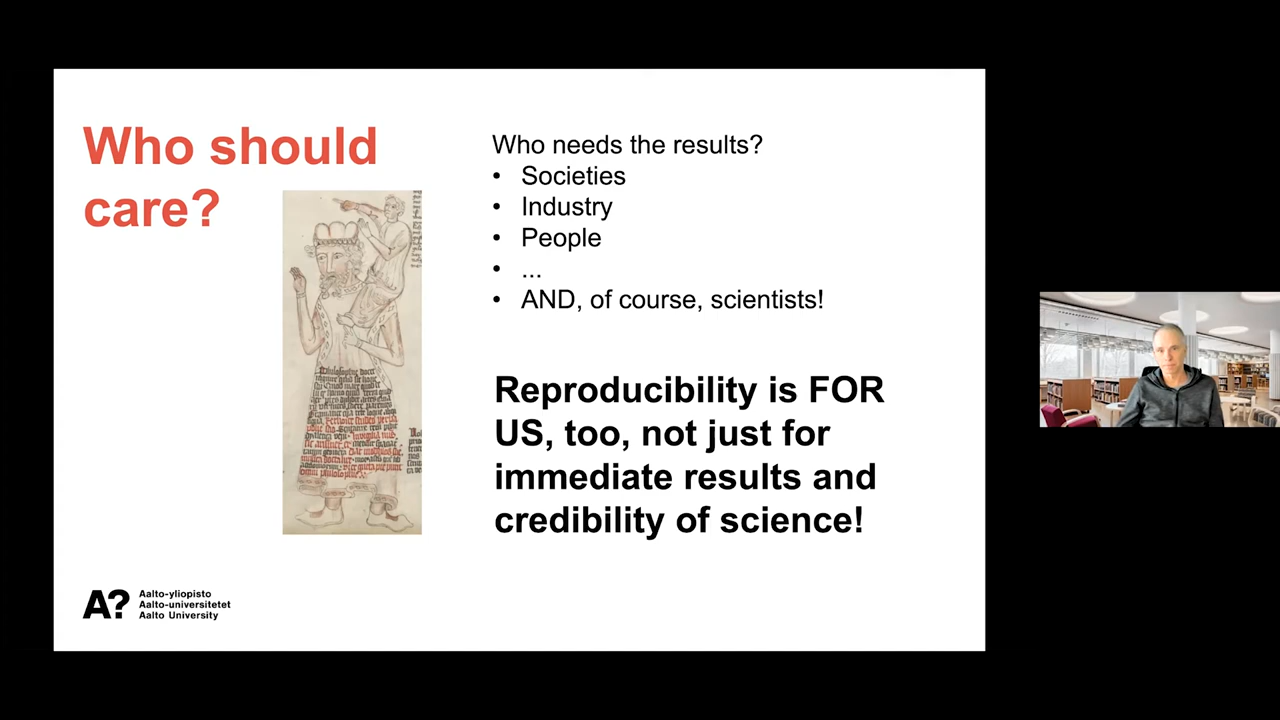 Who should
care?
Who needs the results?
• Societies
• Industry
• People
• ...
• AND, of course, scientists!
Reproducibility is FOR
US, too, not just for
immediate results and
credibility of science!
A?
Aalto-yliopisto
Aalto-universitetet
Aalto University